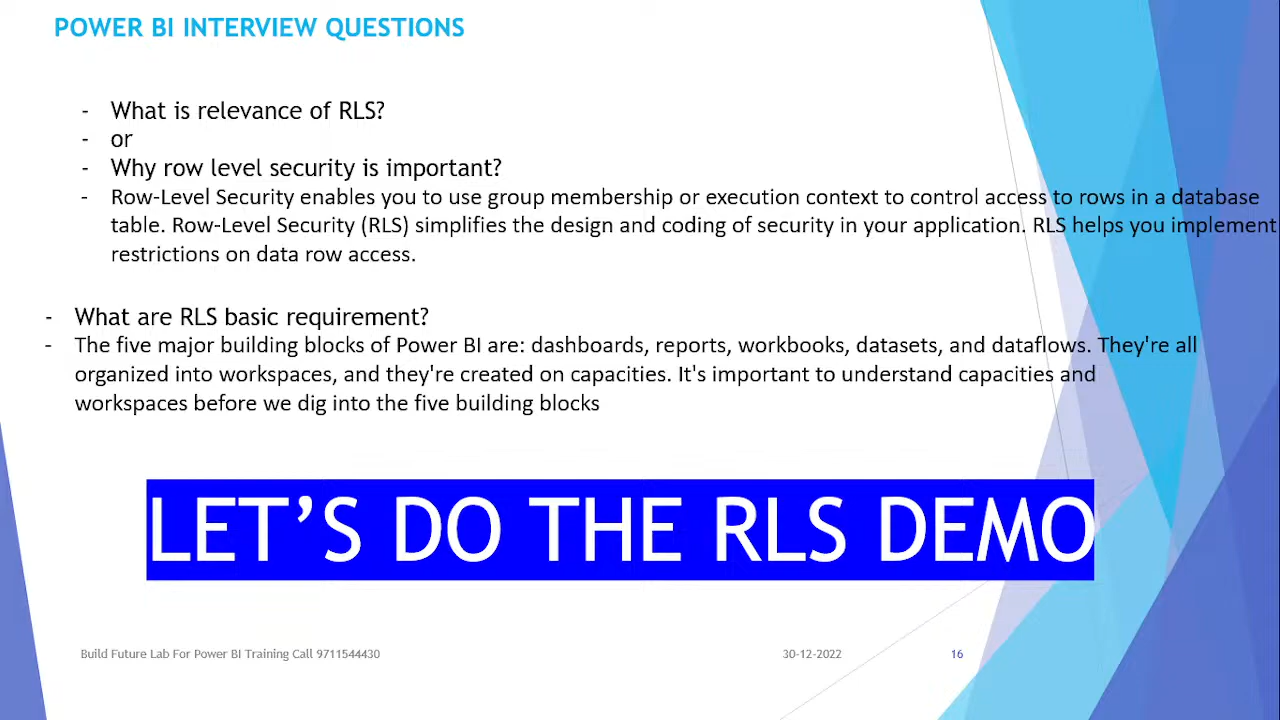 POWER BI INTERVIEW QUESTIONS
- What is relevance of RLS?
- or
- Why row level security is important?
- Row-Level Security enables you to use group membership or execution context to control access to rows in a database
table. Row-Level Security (RLS) simplifies the design and coding of security in your application. RLS helps you implement
restrictions on data row access.
- What are RLS basic requirement?
- The five major building blocks of Power BI are: dashboards, reports, workbooks, datasets, and dataflows. They're all
organized into workspaces, and they're created on capacities. It's important to understand capacities and
workspaces before we dig into the five building blocks
LET’S DO THE RLS DEMO
Build Future Lab For Power BI Training Call 9711544430 30-12-2022 16